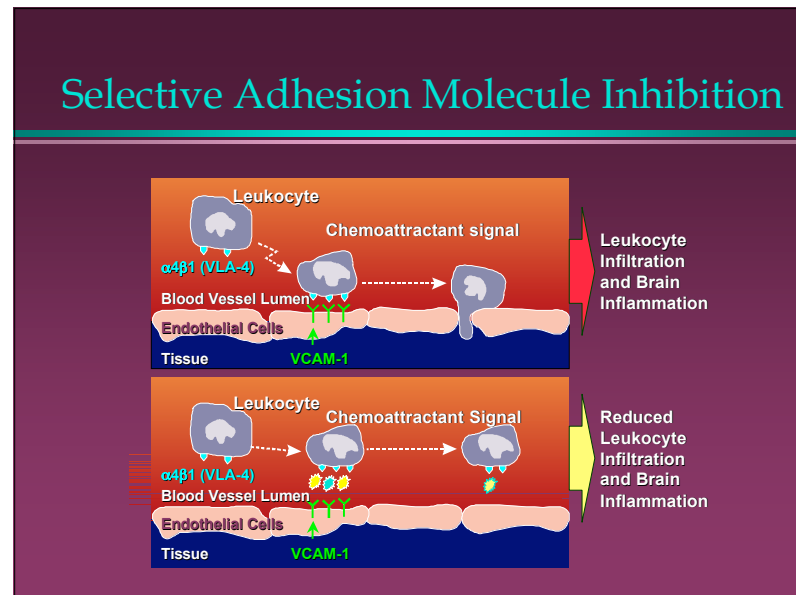 Selective Adhesion Molecule Inhibition
Leukocyte
Chemoattractant signal
α4β1 (VLA-4)
Blood Vessel Lumen
Endothelial Cells
Tissue
VCAM-1
Leukocyte
Infiltration
and Brain
Inflammation
Leukocyte
Chemoattractant Signal
α4β1 (VLA-4)
Blood Vessel Lumen
Endothelial Cells
Tissue
VCAM-1
Reduced
Leukocyte
Infiltration
and Brain
Inflammation